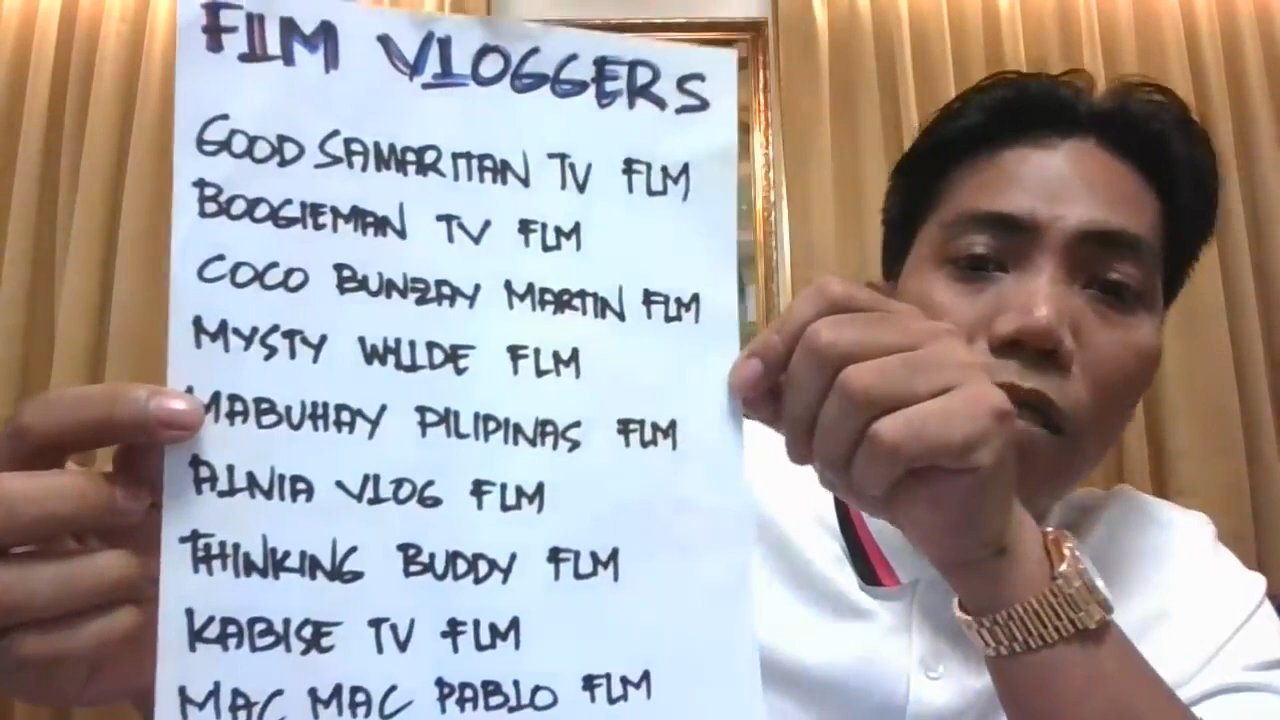 FLM VLOGGERS
GOOD SAMARITAN TV FLM
BOOGIEMAN TV FLM
COCO BUNZAY MARTIN FLM
MYSTY WILDE FLM
MABUHAY PILIPINAS FLM
ALNIA VLOG FLM
THINKING BUDDY FLM
KABISE TV FLM
MAC MAC PABLO FLM